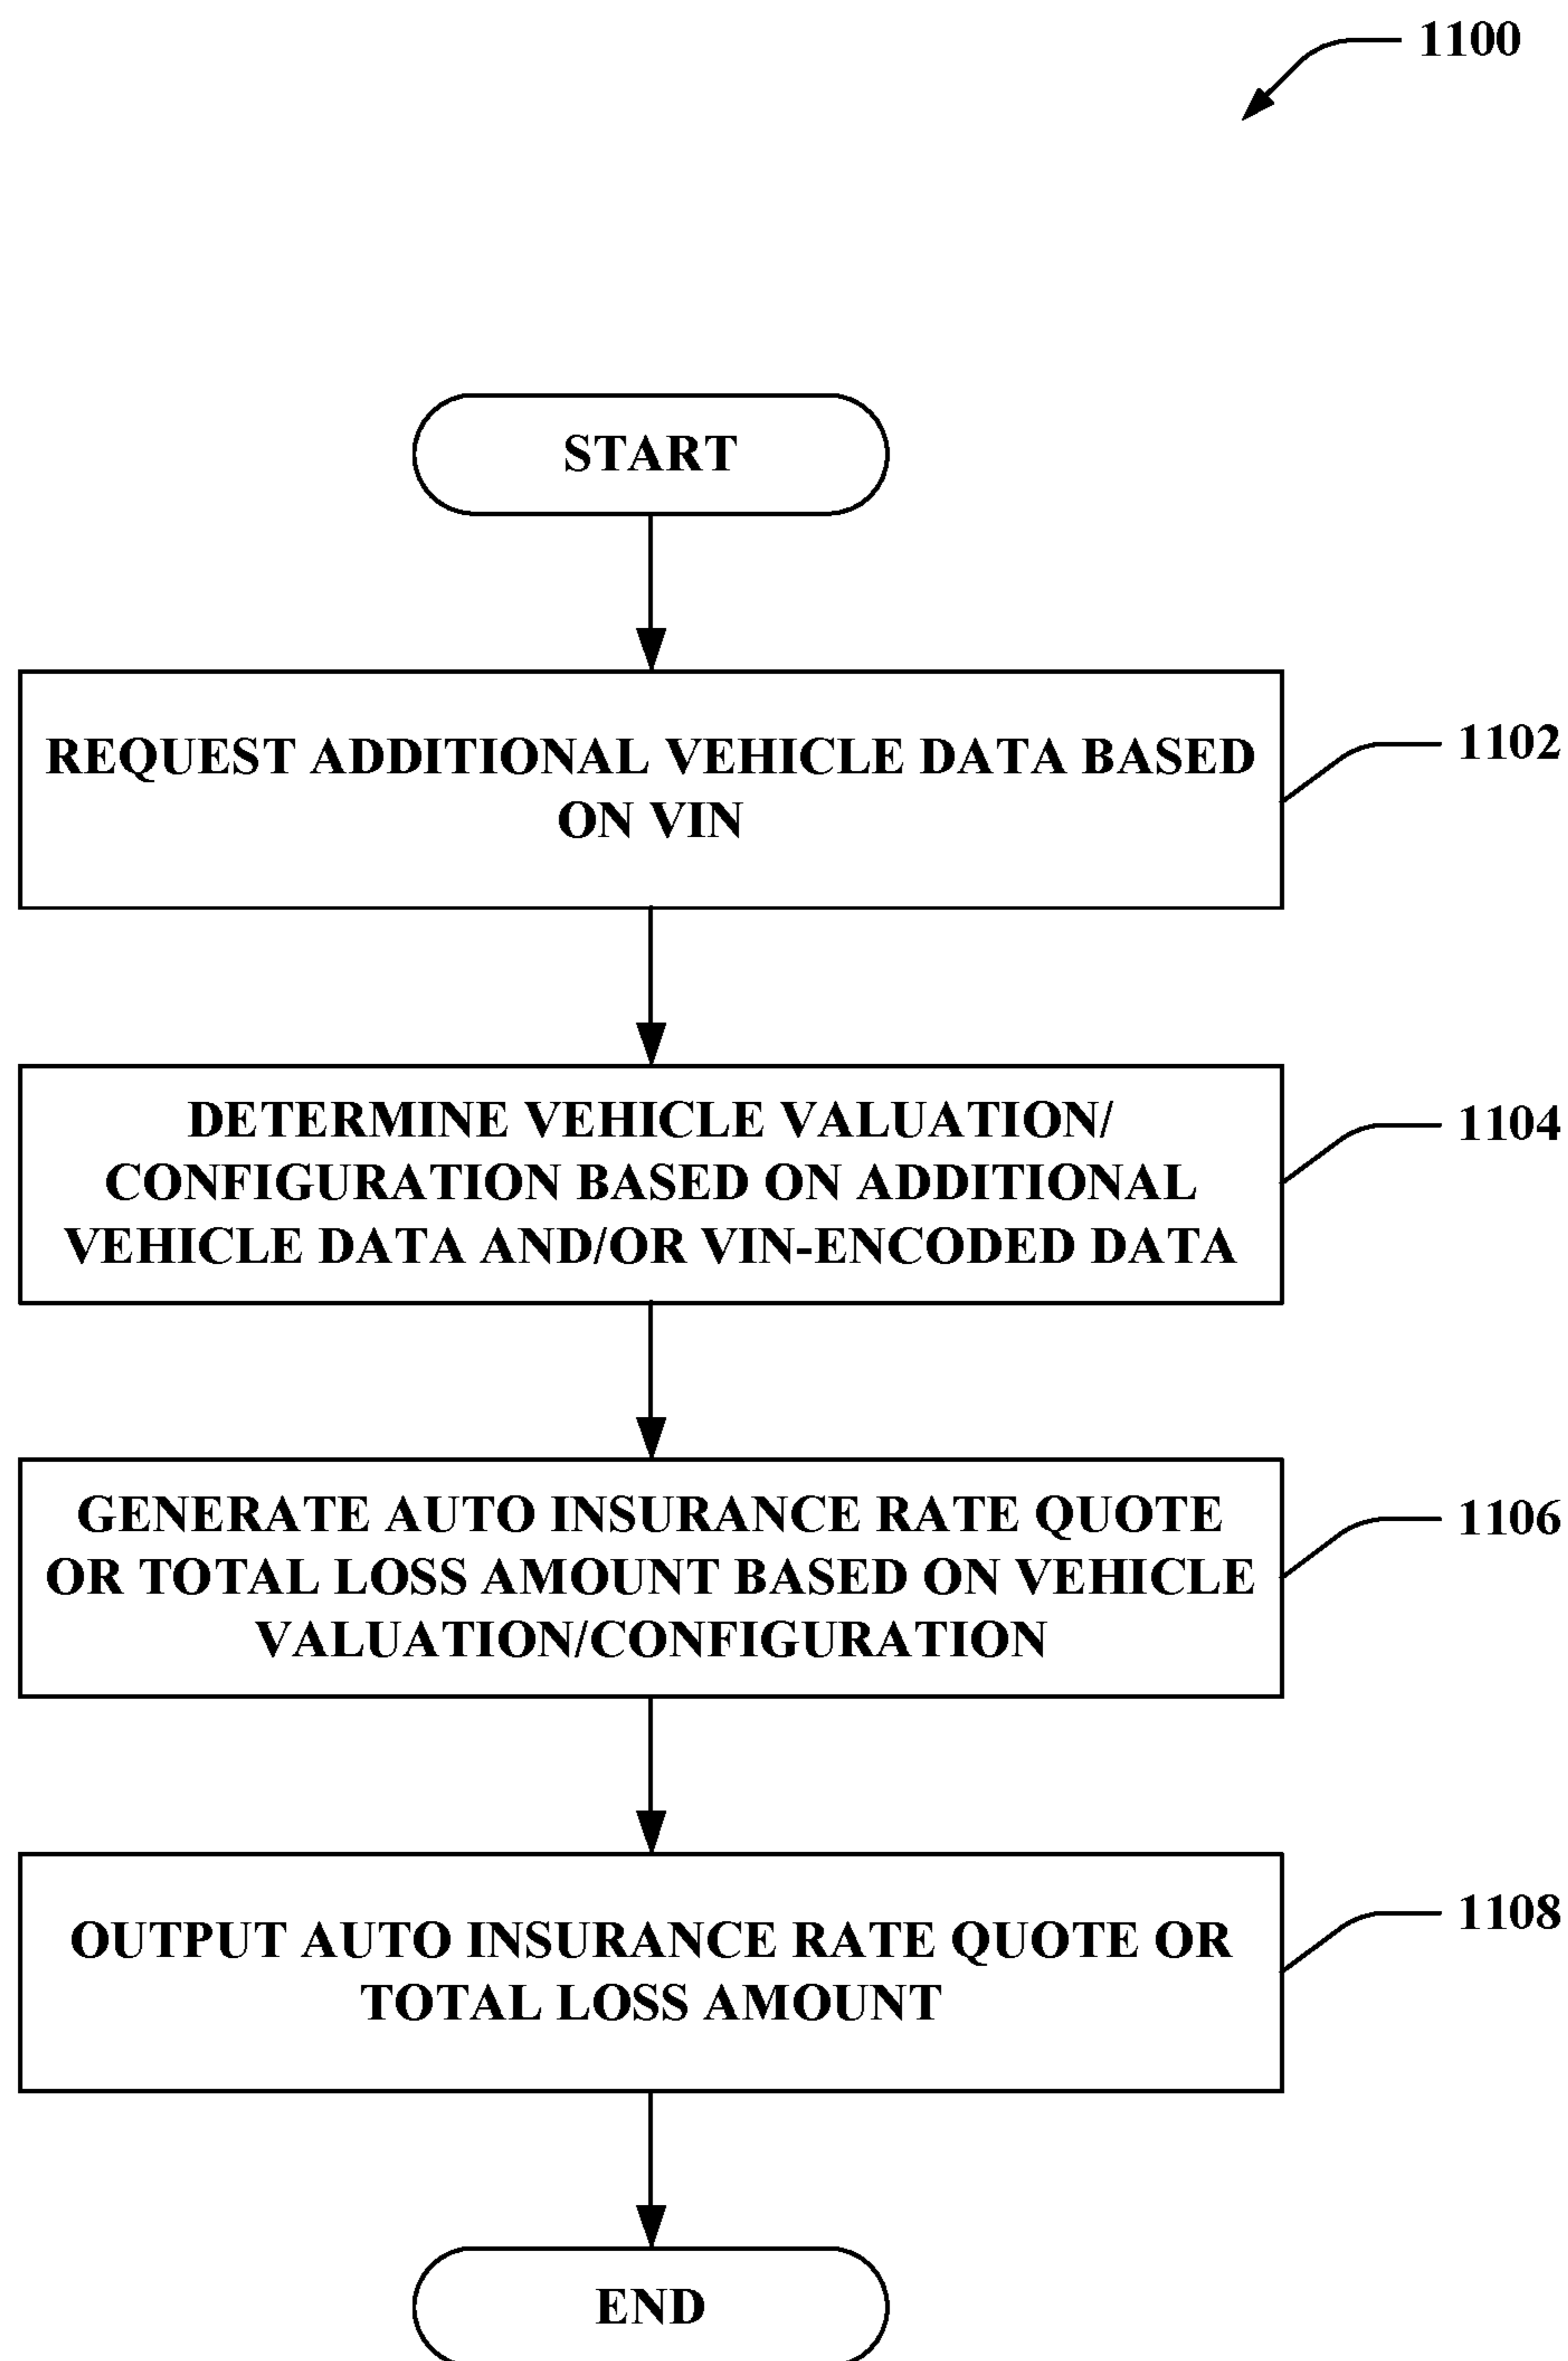 1100
START
REQUEST ADDITIONAL VEHICLE DATA BASED
ON VIN
1102
DETERMINE VEHICLE VALUATION/
CONFIGURATION BASED ON ADDITIONAL
VEHICLE DATA AND/OR VIN-ENCODED DATA
1104
GENERATE AUTO INSURANCE RATE QUOTE
OR TOTAL LOSS AMOUNT BASED ON VEHICLE
VALUATION/CONFIGURATION
1106
OUTPUT AUTO INSURANCE RATE QUOTE OR
TOTAL LOSS AMOUNT
1108
END